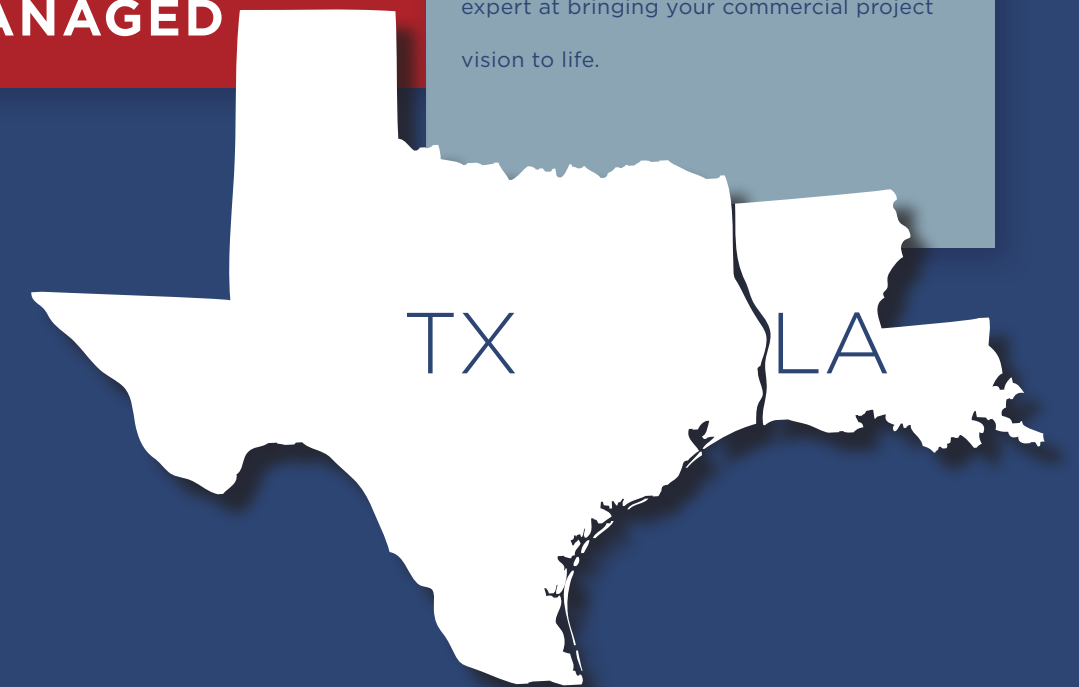 ANAGED
expert at bringing your commercial project
vision to life.
TX
LA